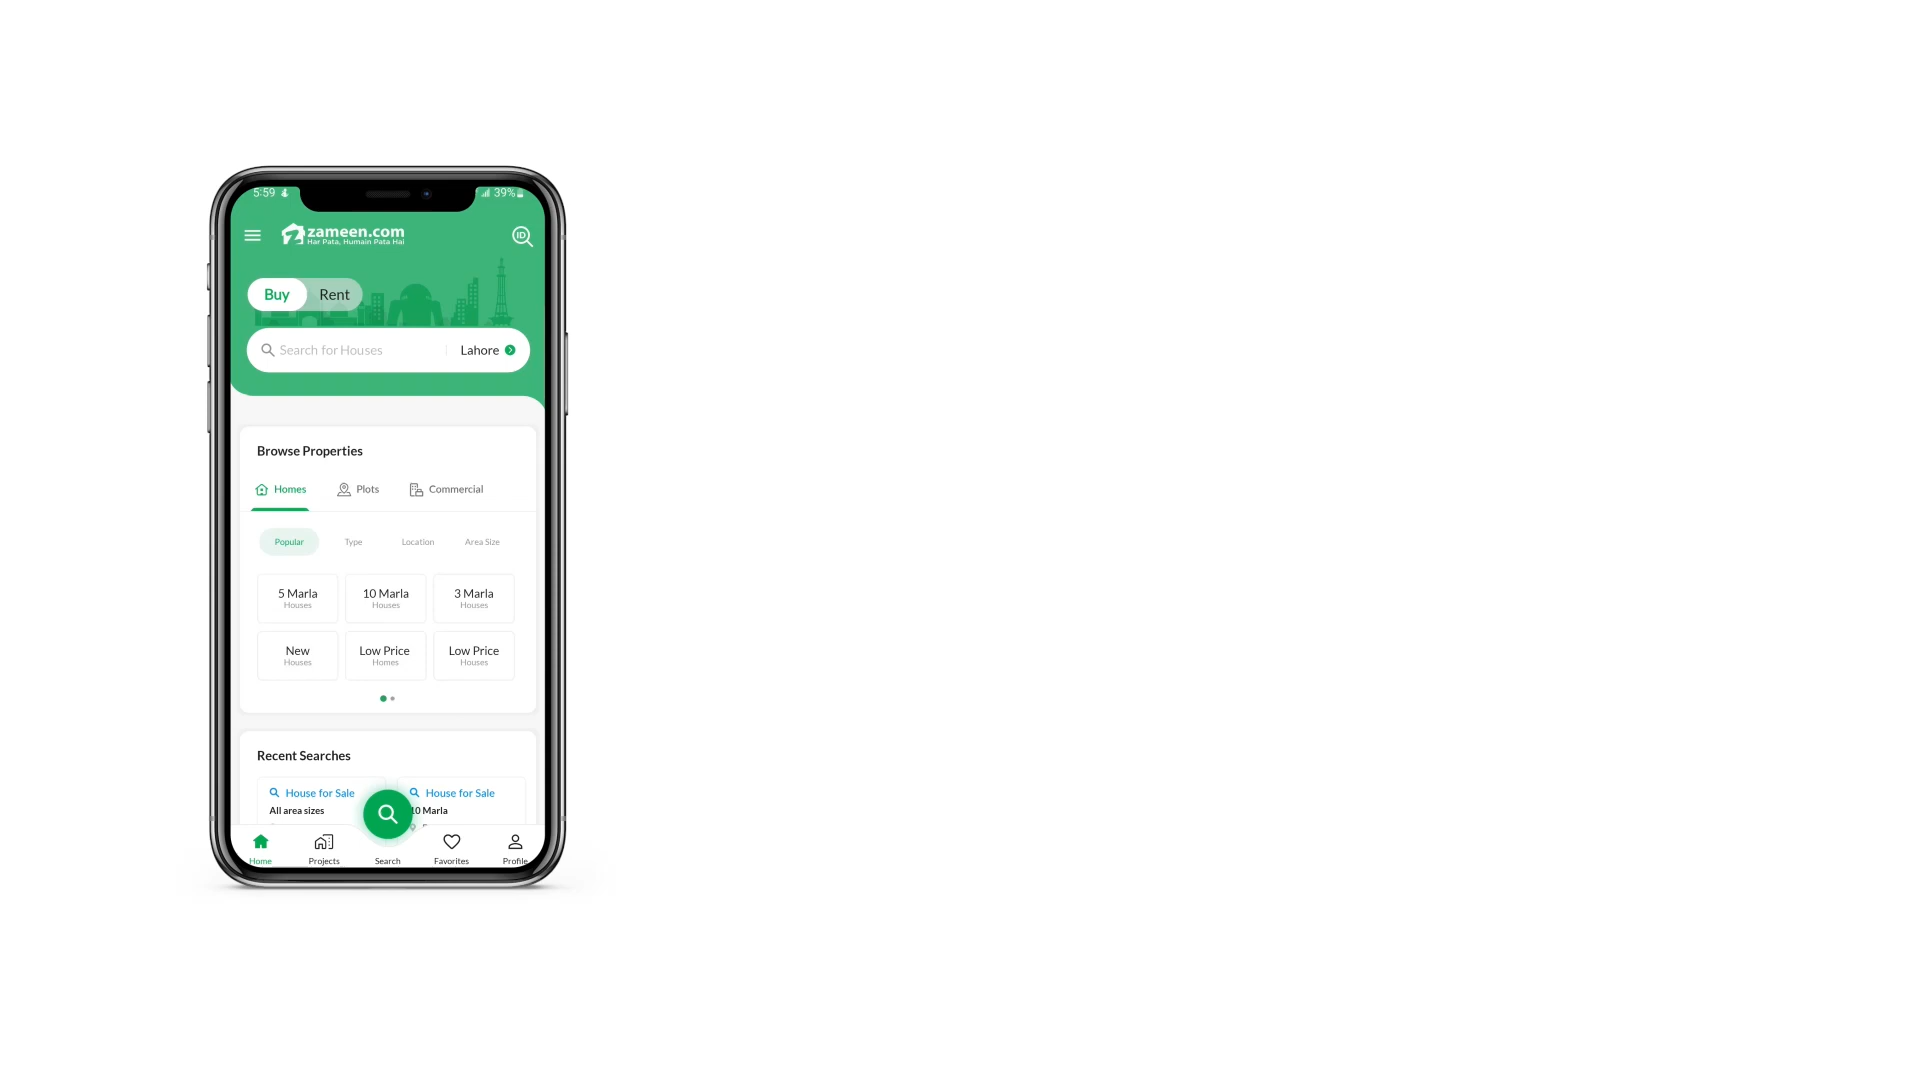 5:59
39%
zameen.com
Har Pata, Humain Pata Hai
ID
Buy
Rent
Search for Houses
Lahore
Browse Properties
Homes
Plots
Commercial
Popular
Type
Location
Area Size
5 Marla
Houses
10 Marla
Houses
3 Marla
Houses
New
Houses
Low Price
Homes
Low Price
Houses
Recent Searches
House for Sale
All area sizes
House for Sale
10 Marla
Home
Projects
Search
Favorites
Profile